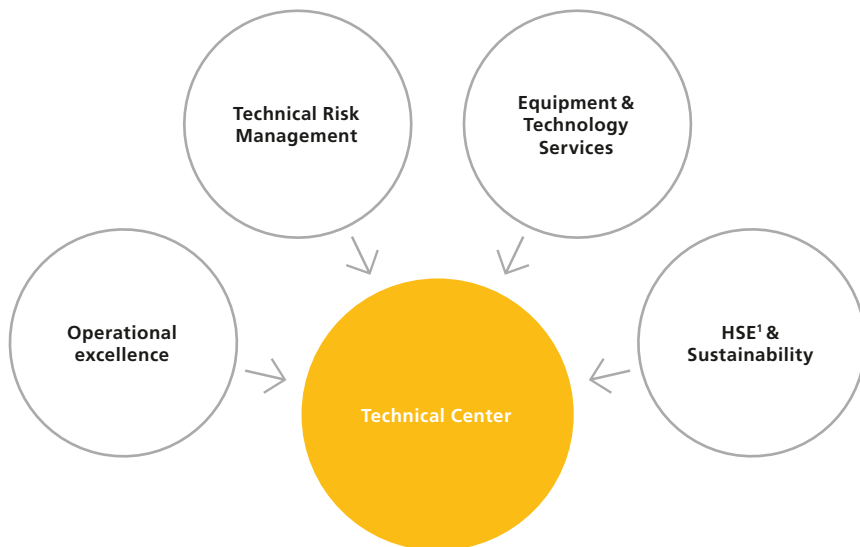 Technical Risk
Management
Equipment &
Technology
Services
Operational
excellence
HSE¹ &
Sustainability
Technical Center